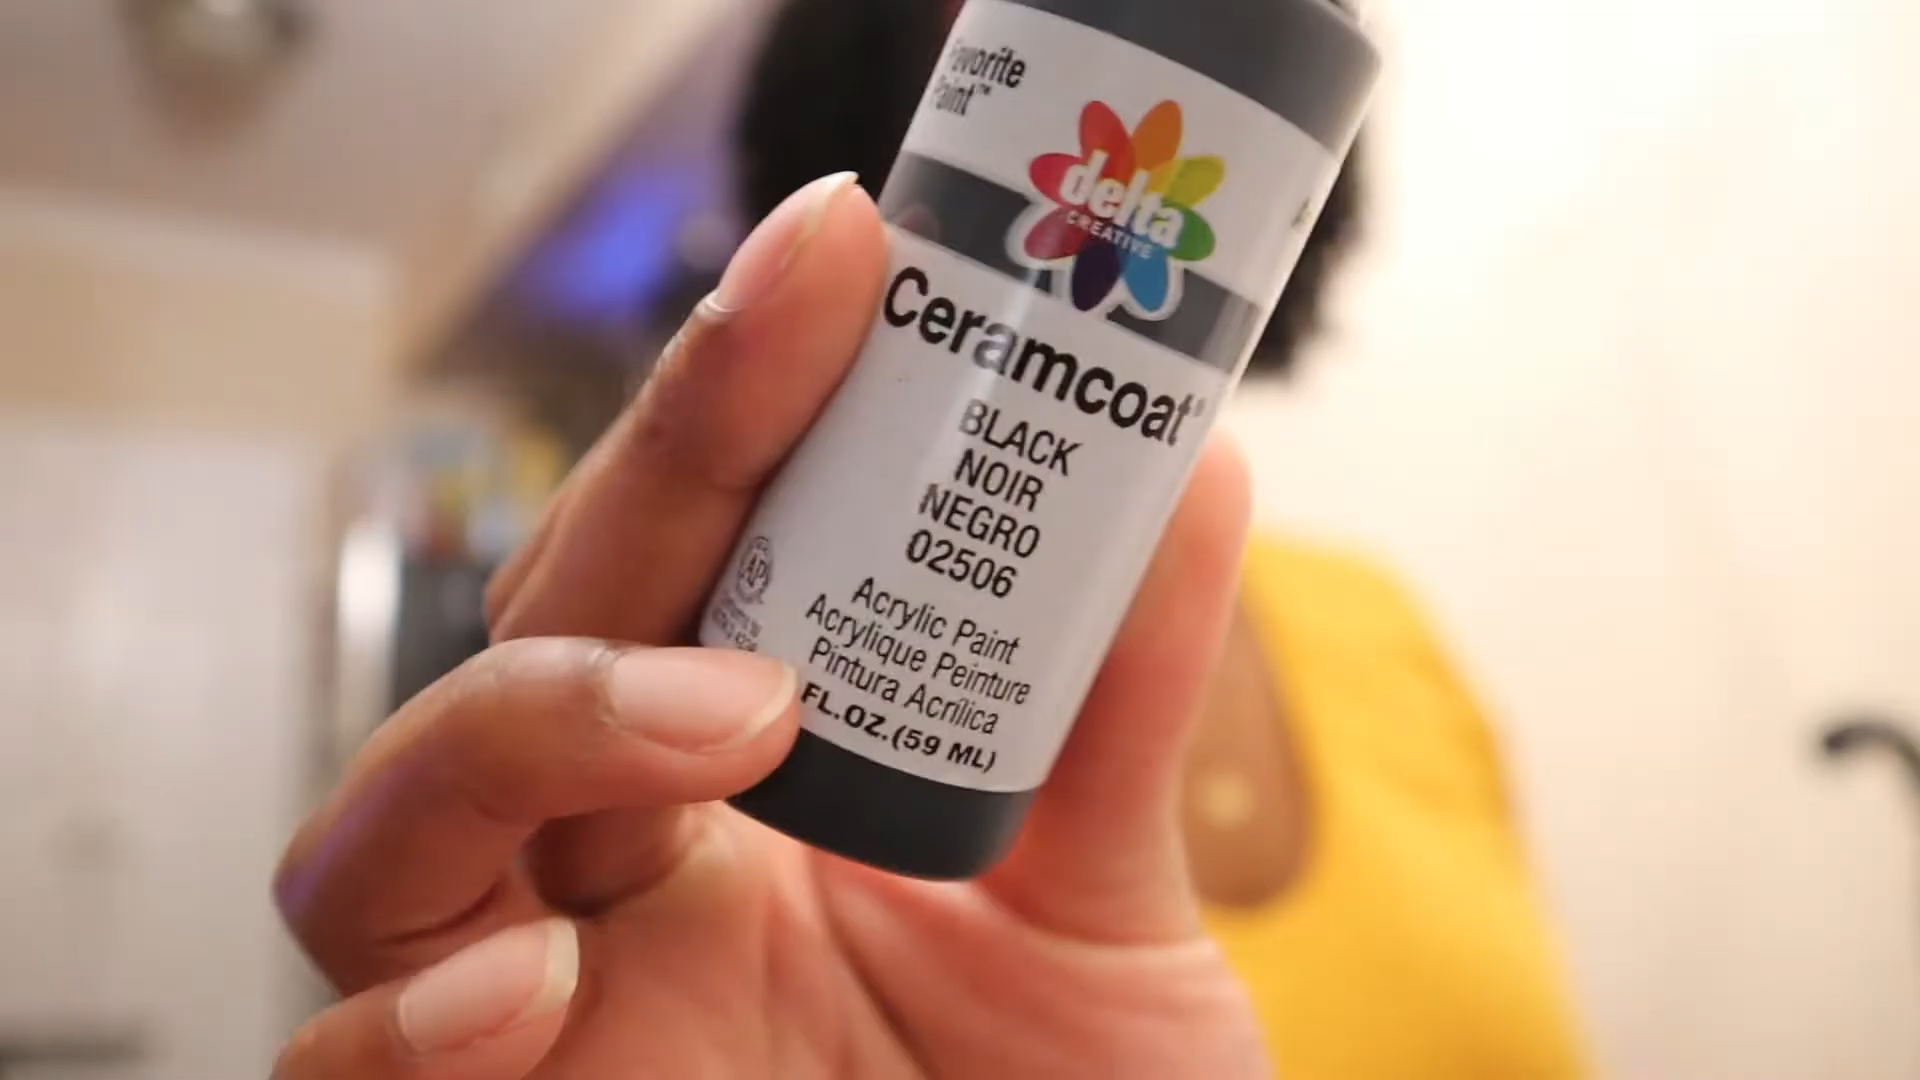 Favorite
Paint™
delta
CREATIVE
Ceramcoat®
BLACK
NOIR
NEGRO
02506
AP
Acrylic Paint
Acrylique Peinture
Pintura Acrílica
FL.OZ.(59 ML)